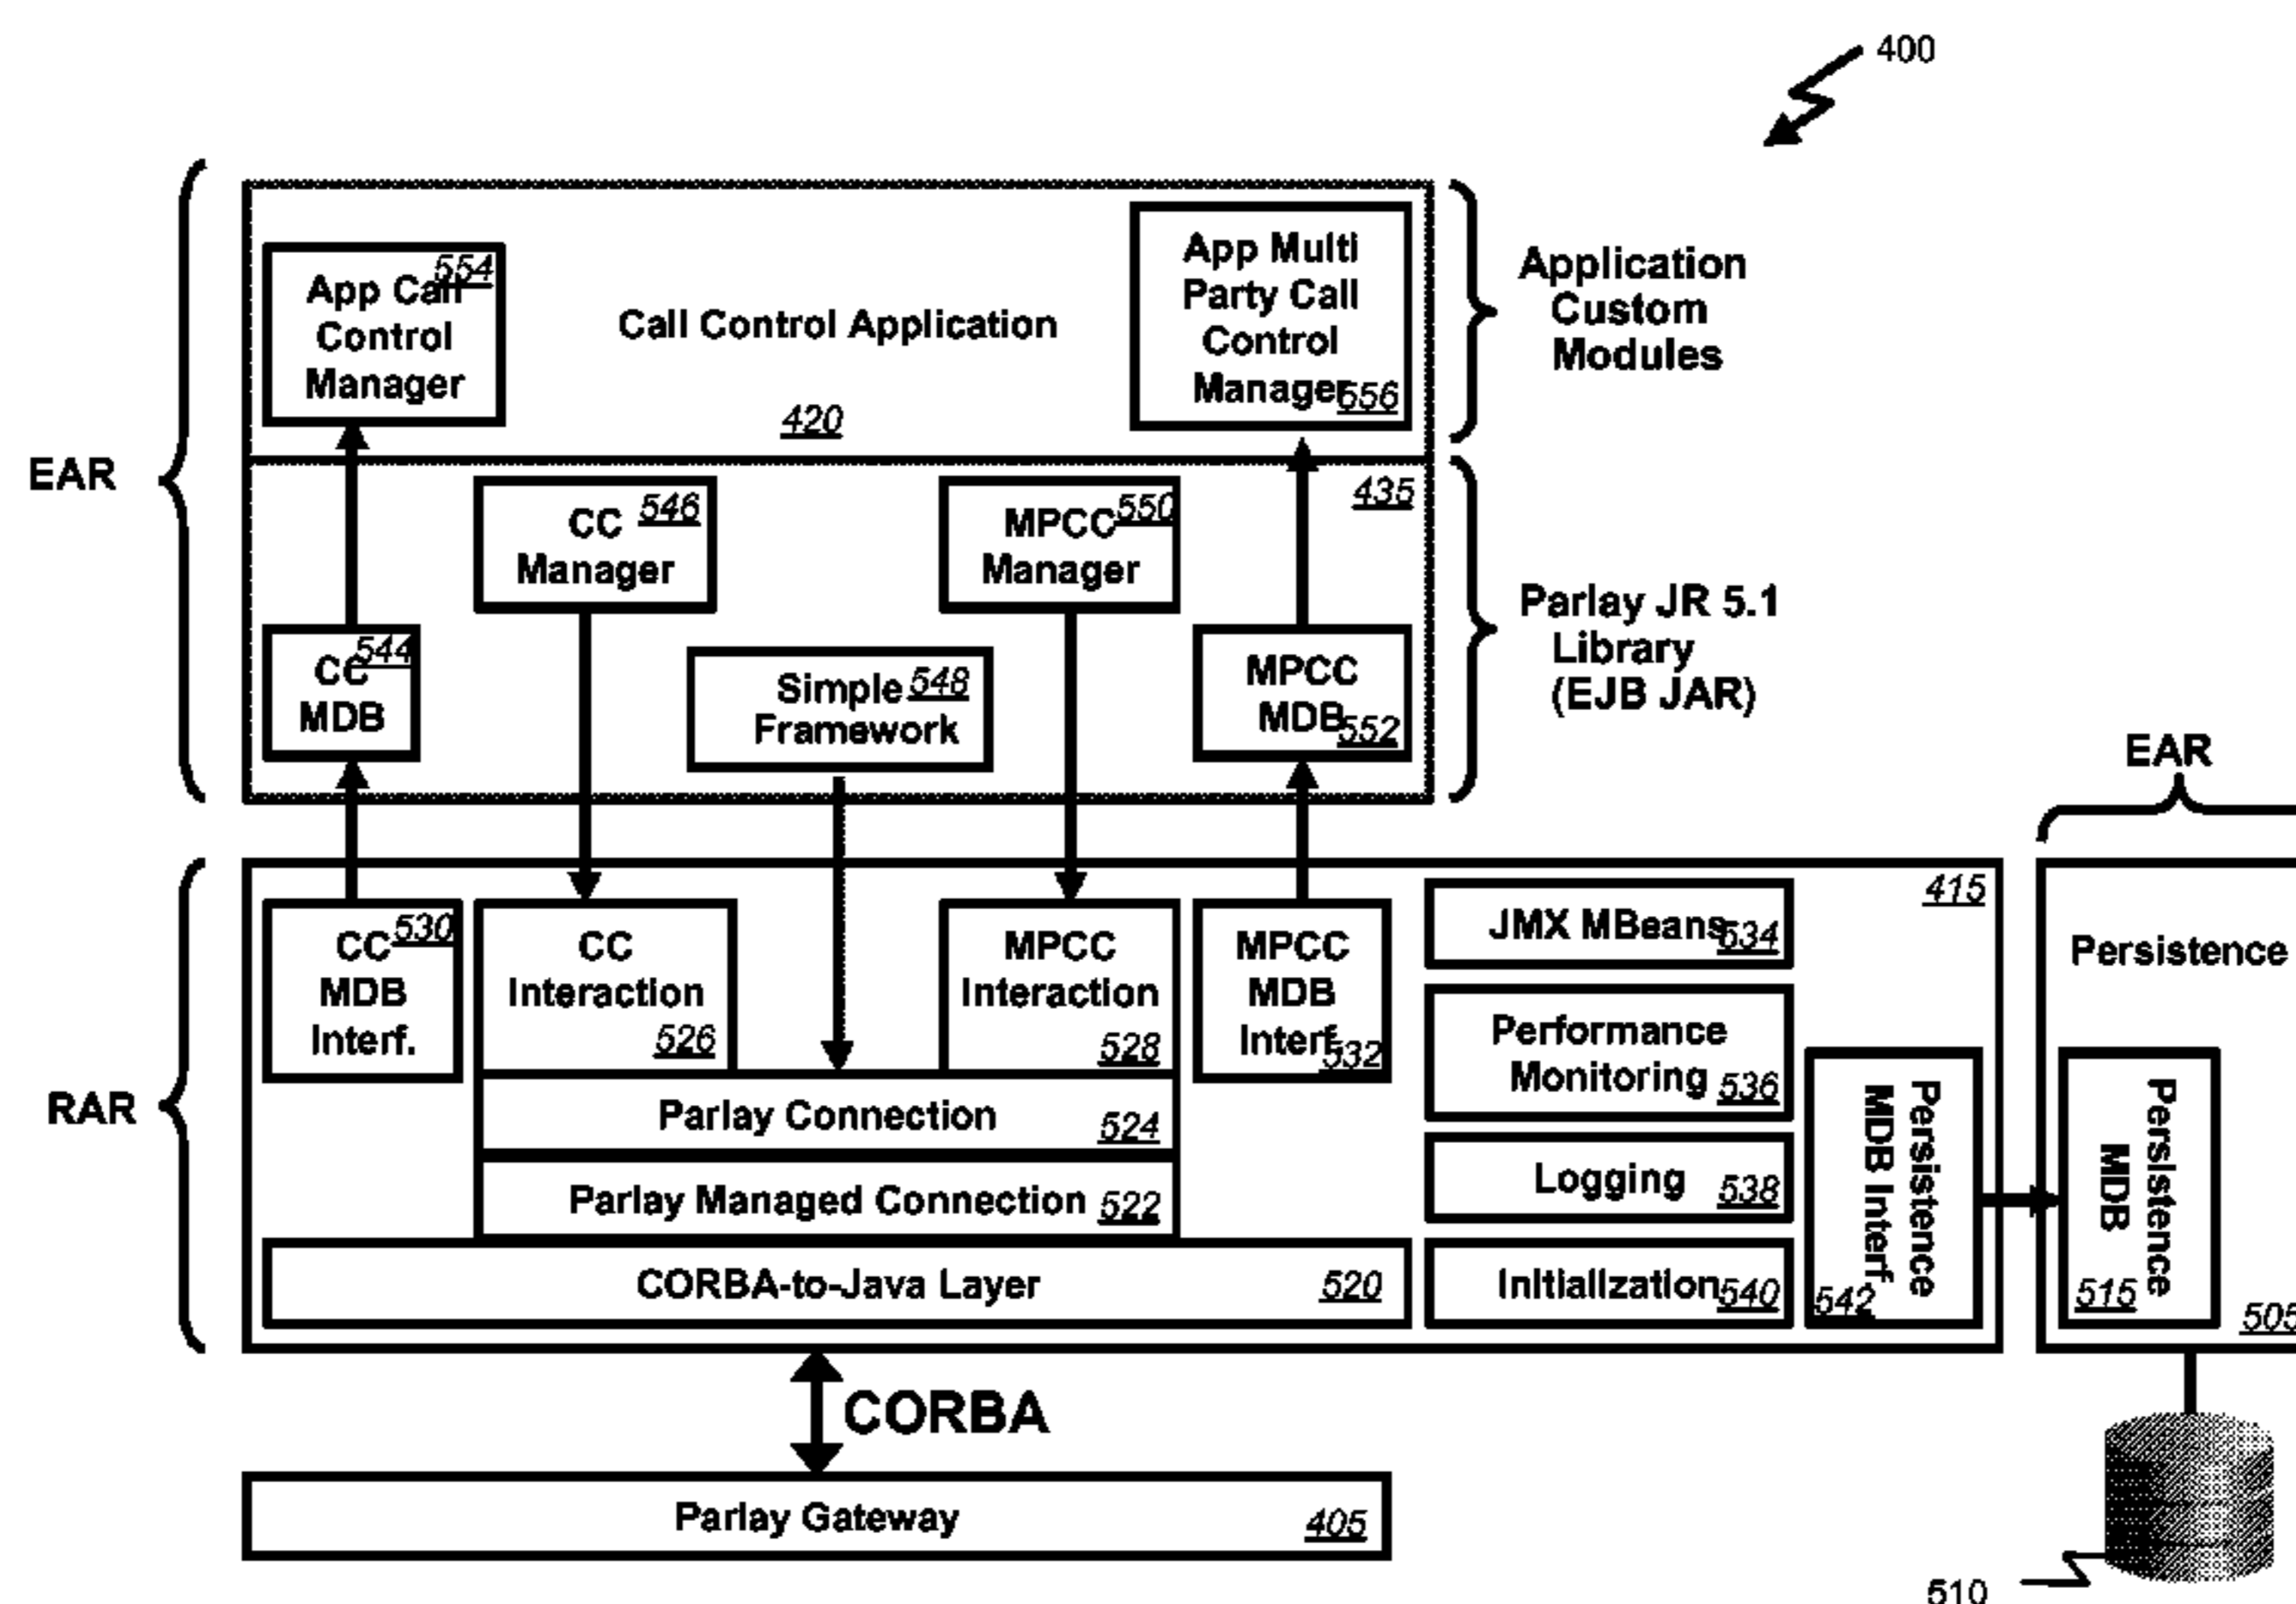 400
554
App Call
Control
Manager
Call Control Application
420
App Multi
Party Call
Control
Manager 556
Application
Custom
Modules
EAR
CC 546
Manager
MPCC 550
Manager
435
544
CC
MDB
Simple 548
Framework
MPCC
MDB 552
Parlay JR 5.1
Library
(EJB JAR)
EAR
RAR
CC 530
MDB
Interf.
CC
Interaction
526
MPCC
Interaction
528
MPCC
MDB
Interf. 532
JMX MBeans 534
415
Performance
Monitoring 536
Logging 538
Initialization 540
Persistence
MDB Interf.
542
Persistence
Persistence
MDB
515
505
Parlay Connection 524
Parlay Managed Connection 522
CORBA-to-Java Layer 520
CORBA
Parlay Gateway 405
510